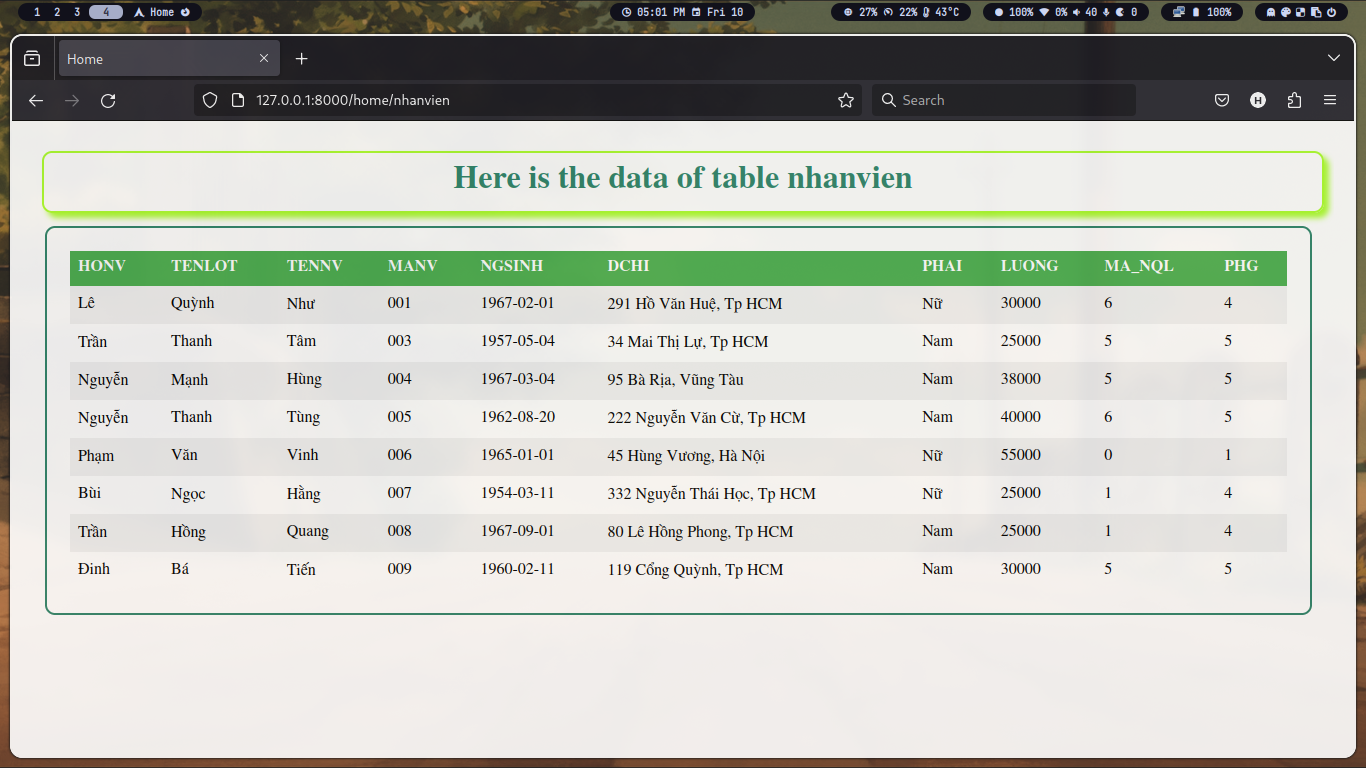 1 2 3 4 Home 05:01 PM Fri 10 27% 22% 43°C 100% 0% 40 0 100%
Home
127.0.0.1:8000/home/nhanvien Search H
Here is the data of table nhanvien
HONV TENLOT TENNV MANV NGSINH DCHI PHAI LUONG MA_NQL PHG
Lê Quỳnh Như 001 1967-02-01 291 Hồ Văn Huệ, Tp HCM Nữ 30000 6 4
Trần Thanh Tâm 003 1957-05-04 34 Mai Thị Lự, Tp HCM Nam 25000 5 5
Nguyễn Mạnh Hùng 004 1967-03-04 95 Bà Rịa, Vũng Tàu Nam 38000 5 5
Nguyễn Thanh Tùng 005 1962-08-20 222 Nguyễn Văn Cừ, Tp HCM Nam 40000 6 5
Phạm Văn Vinh 006 1965-01-01 45 Hùng Vương, Hà Nội Nữ 55000 0 1
Bùi Ngọc Hằng 007 1954-03-11 332 Nguyễn Thái Học, Tp HCM Nữ 25000 1 4
Trần Hồng Quang 008 1967-09-01 80 Lê Hồng Phong, Tp HCM Nam 25000 1 4
Đinh Bá Tiến 009 1960-02-11 119 Cổng Quỳnh, Tp HCM Nam 30000 5 5